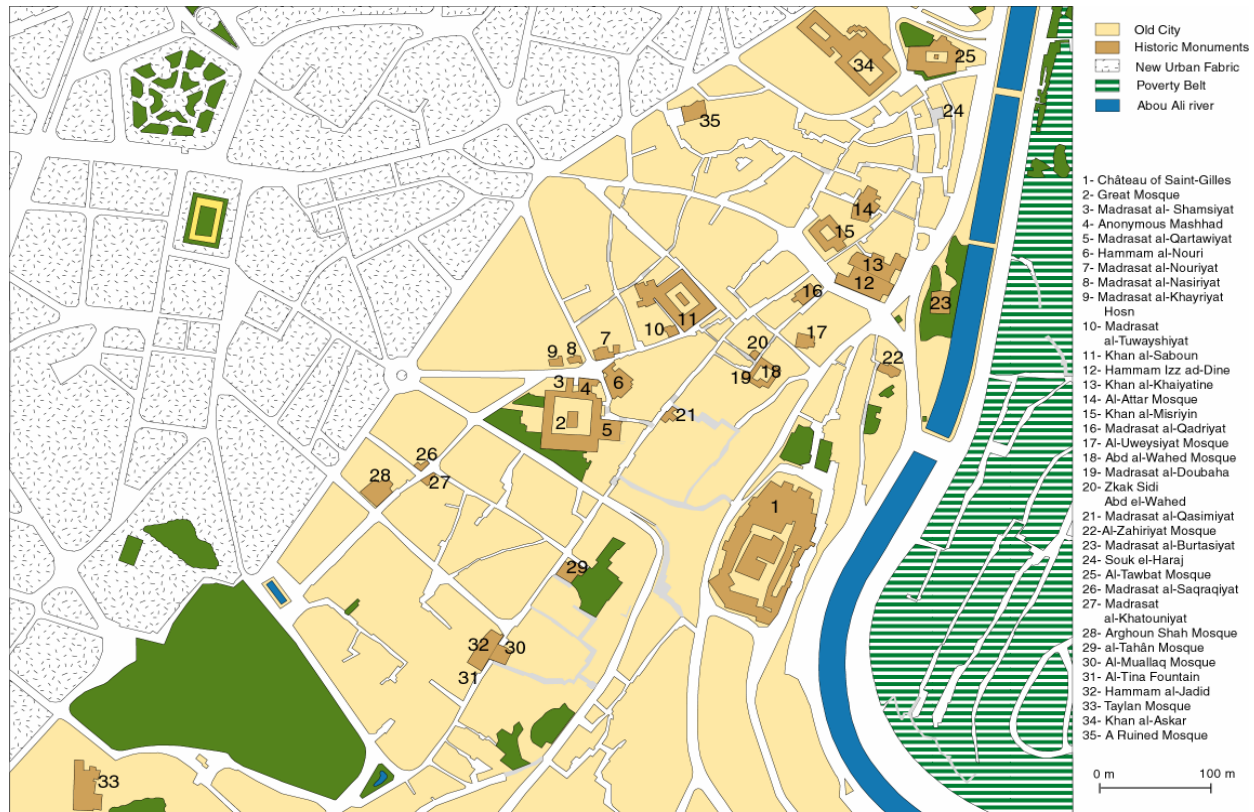 Old City
Historic Monuments
New Urban Fabric
Poverty Belt
Abou Ali river
1- Château of Saint-Gilles
2- Great Mosque
3- Madrasat al- Shamsiyat
4- Anonymous Mashhad
5- Madrasat al-Qartawiyat
6- Hammam al-Nouri
7- Madrasat al-Nouriyat
8- Madrasat al-Nasiriyat
9- Madrasat al-Khayriyat
Hosn
10- Madrasat
al-Tuwayshiyat
11- Khan al-Saboun
12- Hammam Izz ad-Dine
13- Khan al-Khaiyatine
14- Al-Attar Mosque
15- Khan al-Misriyin
16- Madrasat al-Qadriyat
17- Al-Uweysiyat Mosque
18- Abd al-Wahed Mosque
19- Madrasat al-Doubaha
20- Zkak Sidi
Abd el-Wahed
21- Madrasat al-Qasimiyat
22-Al-Zahiriyat Mosque
23- Madrasat al-Burtasiyat
24- Souk el-Haraj
25- Al-Tawbat Mosque
26- Madrasat al-Saqraqiyat
27- Madrasat
al-Khatouniyat
28- Arghoun Shah Mosque
29- al-Tahân Mosque
30- Al-Muallaq Mosque
31- Al-Tina Fountain
32- Hammam al-Jadid
33- Taylan Mosque
34- Khan al-Askar
35- A Ruined Mosque
0 m 100 m
34
25
24
35
14
15
13
12
23
16
11
10
17
20
7
9
8
22
18
19
3
4
6
21
2
5
26
28
27
1
29
32
30
31
33